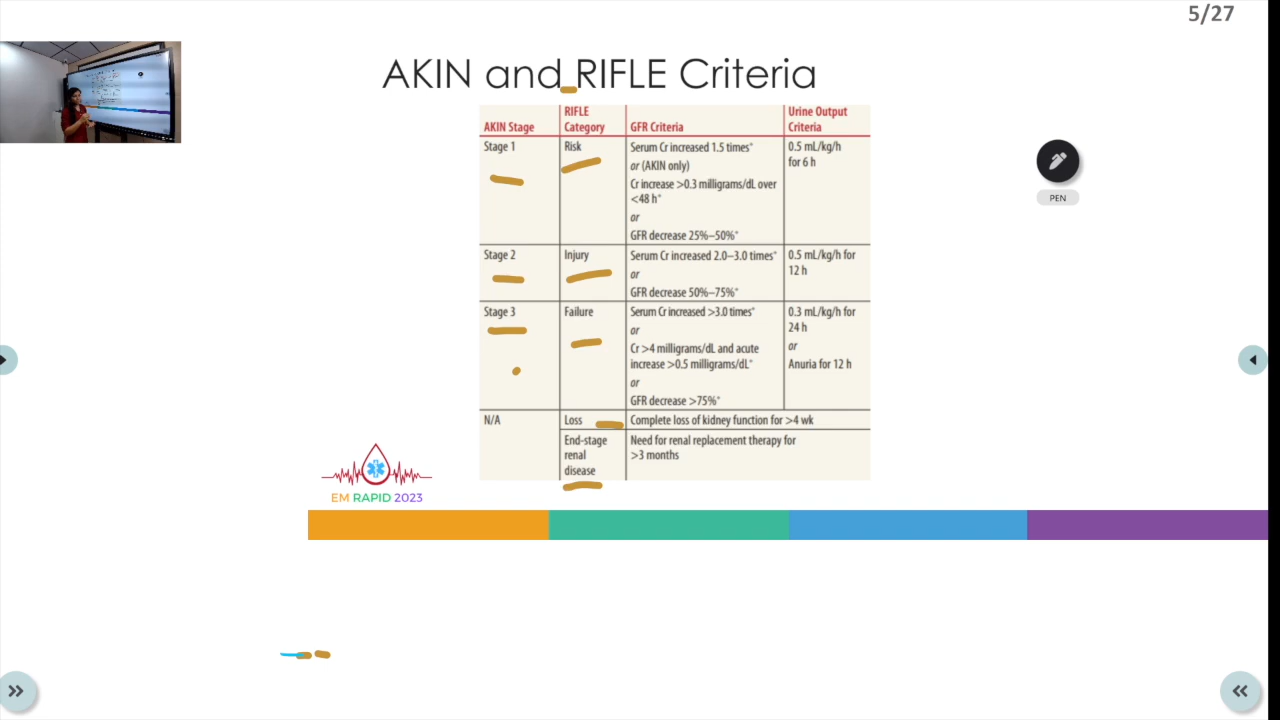 5/27
AKIN and RIFLE Criteria
AKIN Stage
RIFLE
Category
GFR Criteria
Urine Output
Criteria
Stage 1
Risk
Serum Cr increased 1.5 times*
or (AKIN only)
Cr increase >0.3 milligrams/dL over
<48 h*
or
GFR decrease 25%–50%*
0.5 mL/kg/h
for 6 h
Stage 2
Injury
Serum Cr increased 2.0–3.0 times*
or
GFR decrease 50%–75%*
0.5 mL/kg/h for
12 h
Stage 3
Failure
Serum Cr increased >3.0 times*
or
Cr >4 milligrams/dL and acute
increase >0.5 milligrams/dL*
or
GFR decrease >75%*
0.3 mL/kg/h for
24 h
or
Anuria for 12 h
N/A
Loss
Complete loss of kidney function for >4 wk
End-stage
renal
disease
Need for renal replacement therapy for
>3 months
PEN
EM RAPID 2023